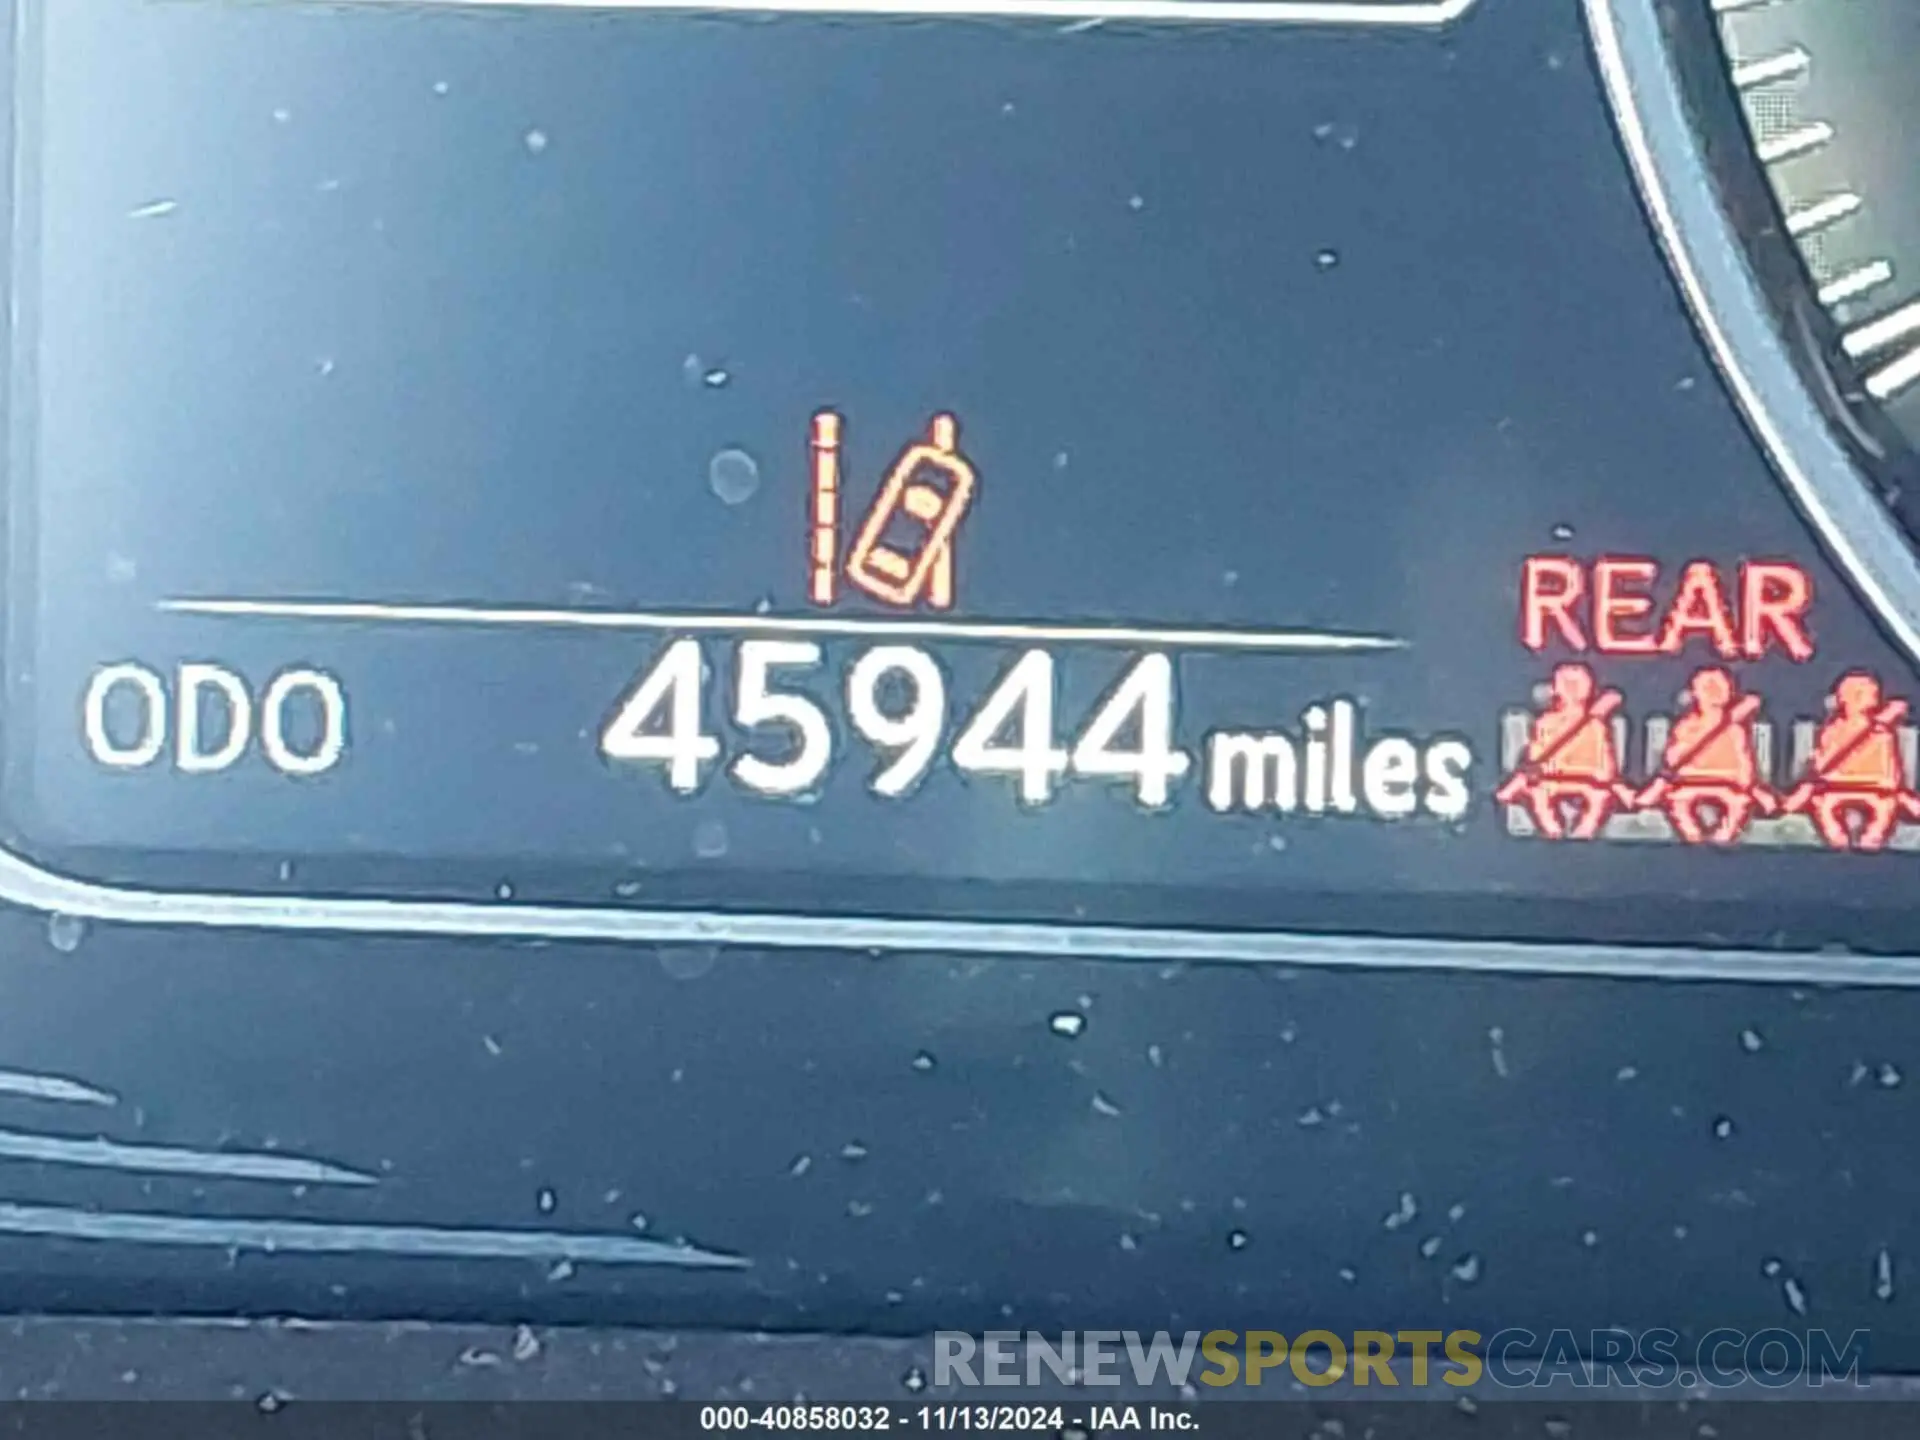 REAR
ODO 45944 miles
RENEWSPORTSCARS.COM
000-40858032 - 11/13/2024 - IAA Inc.